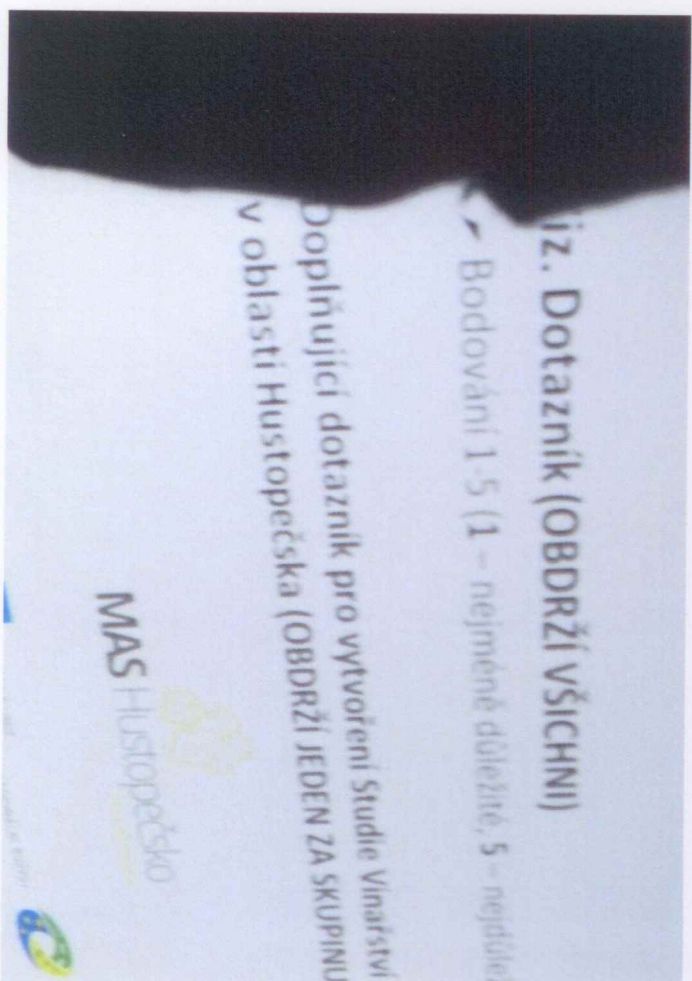 iz. Dotazník (OBDRŽÍ VŠICHNI)
Bodování 1-5 (1 – nejméně důležité, 5 – nejdůlež
Doplňující dotazník pro vytvoření Studie Vinařství
v oblasti Hustopečska (OBDRŽÍ JEDEN ZA SKUPINU
MAS Hustopečsko